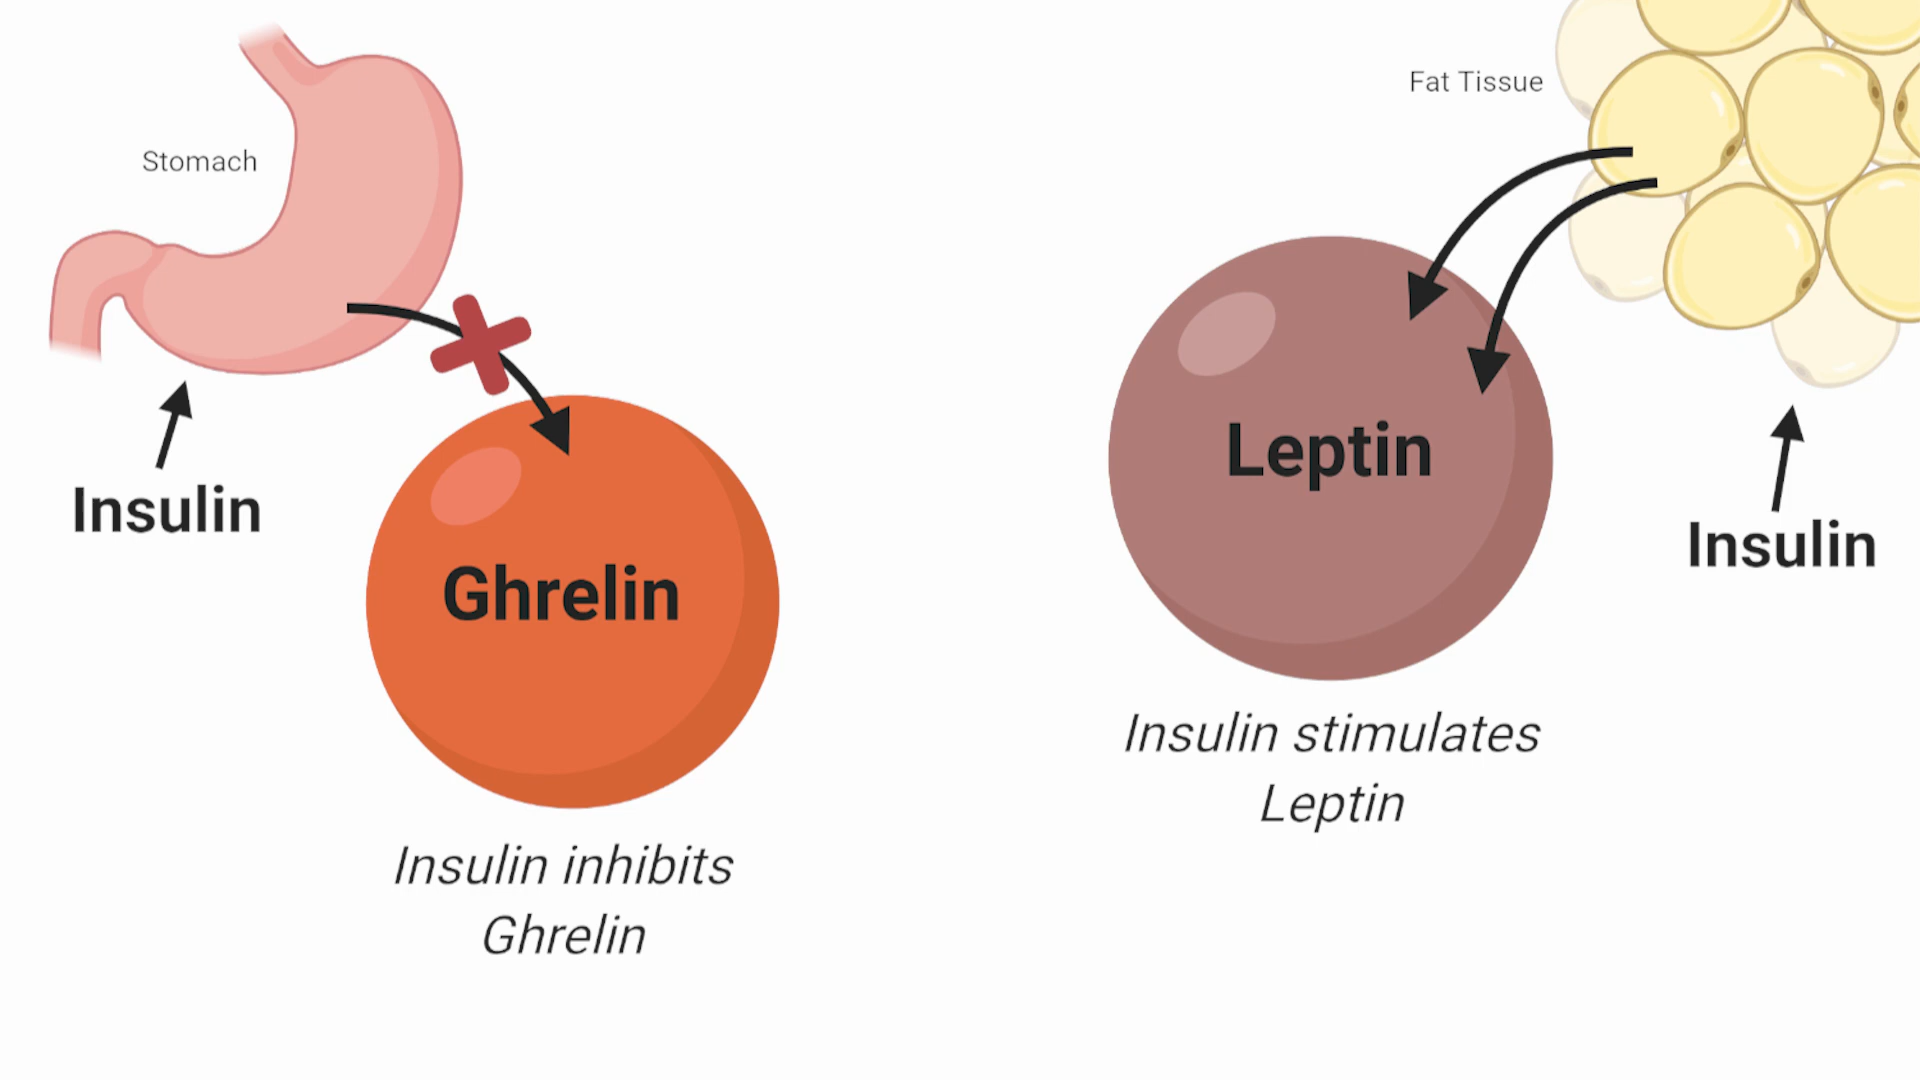 Stomach
Insulin
Ghrelin
Insulin inhibits
Ghrelin
Fat Tissue
Leptin
Insulin
Insulin stimulates
Leptin